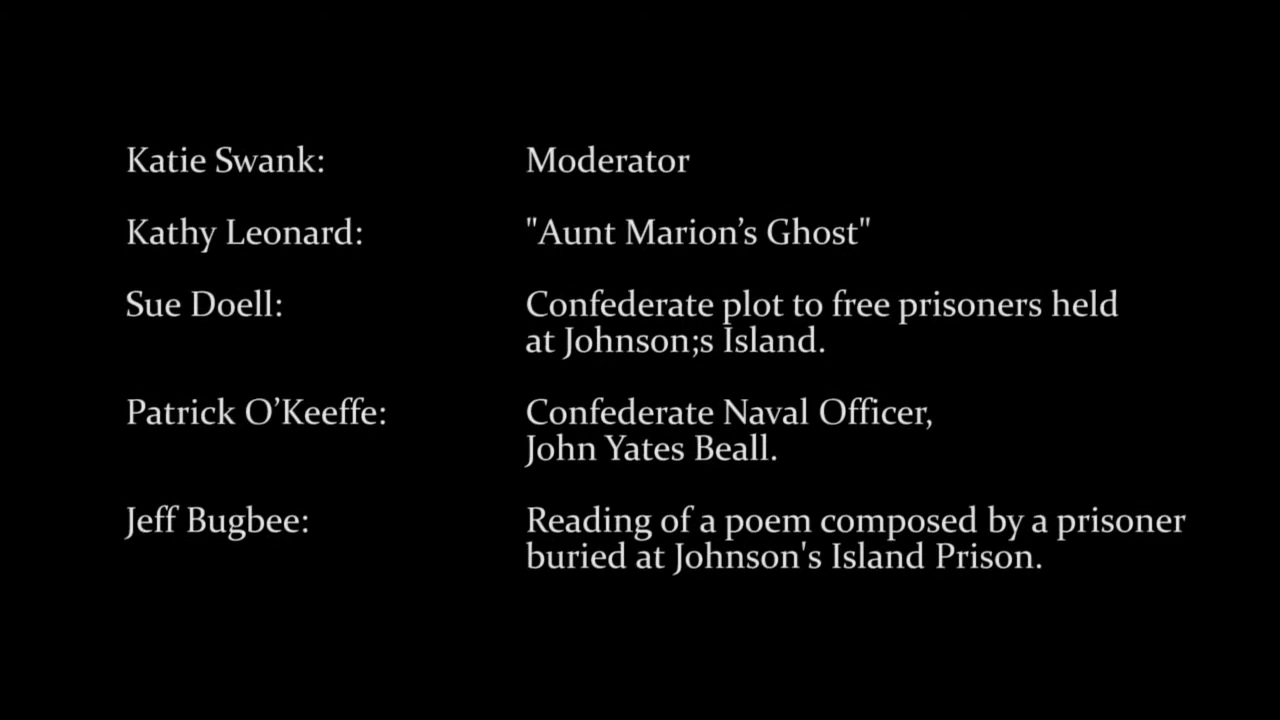 Katie Swank: Moderator
Kathy Leonard: "Aunt Marion’s Ghost"
Sue Doell: Confederate plot to free prisoners held
at Johnson;s Island.
Patrick O’Keeffe: Confederate Naval Officer,
John Yates Beall.
Jeff Bugbee: Reading of a poem composed by a prisoner
buried at Johnson's Island Prison.